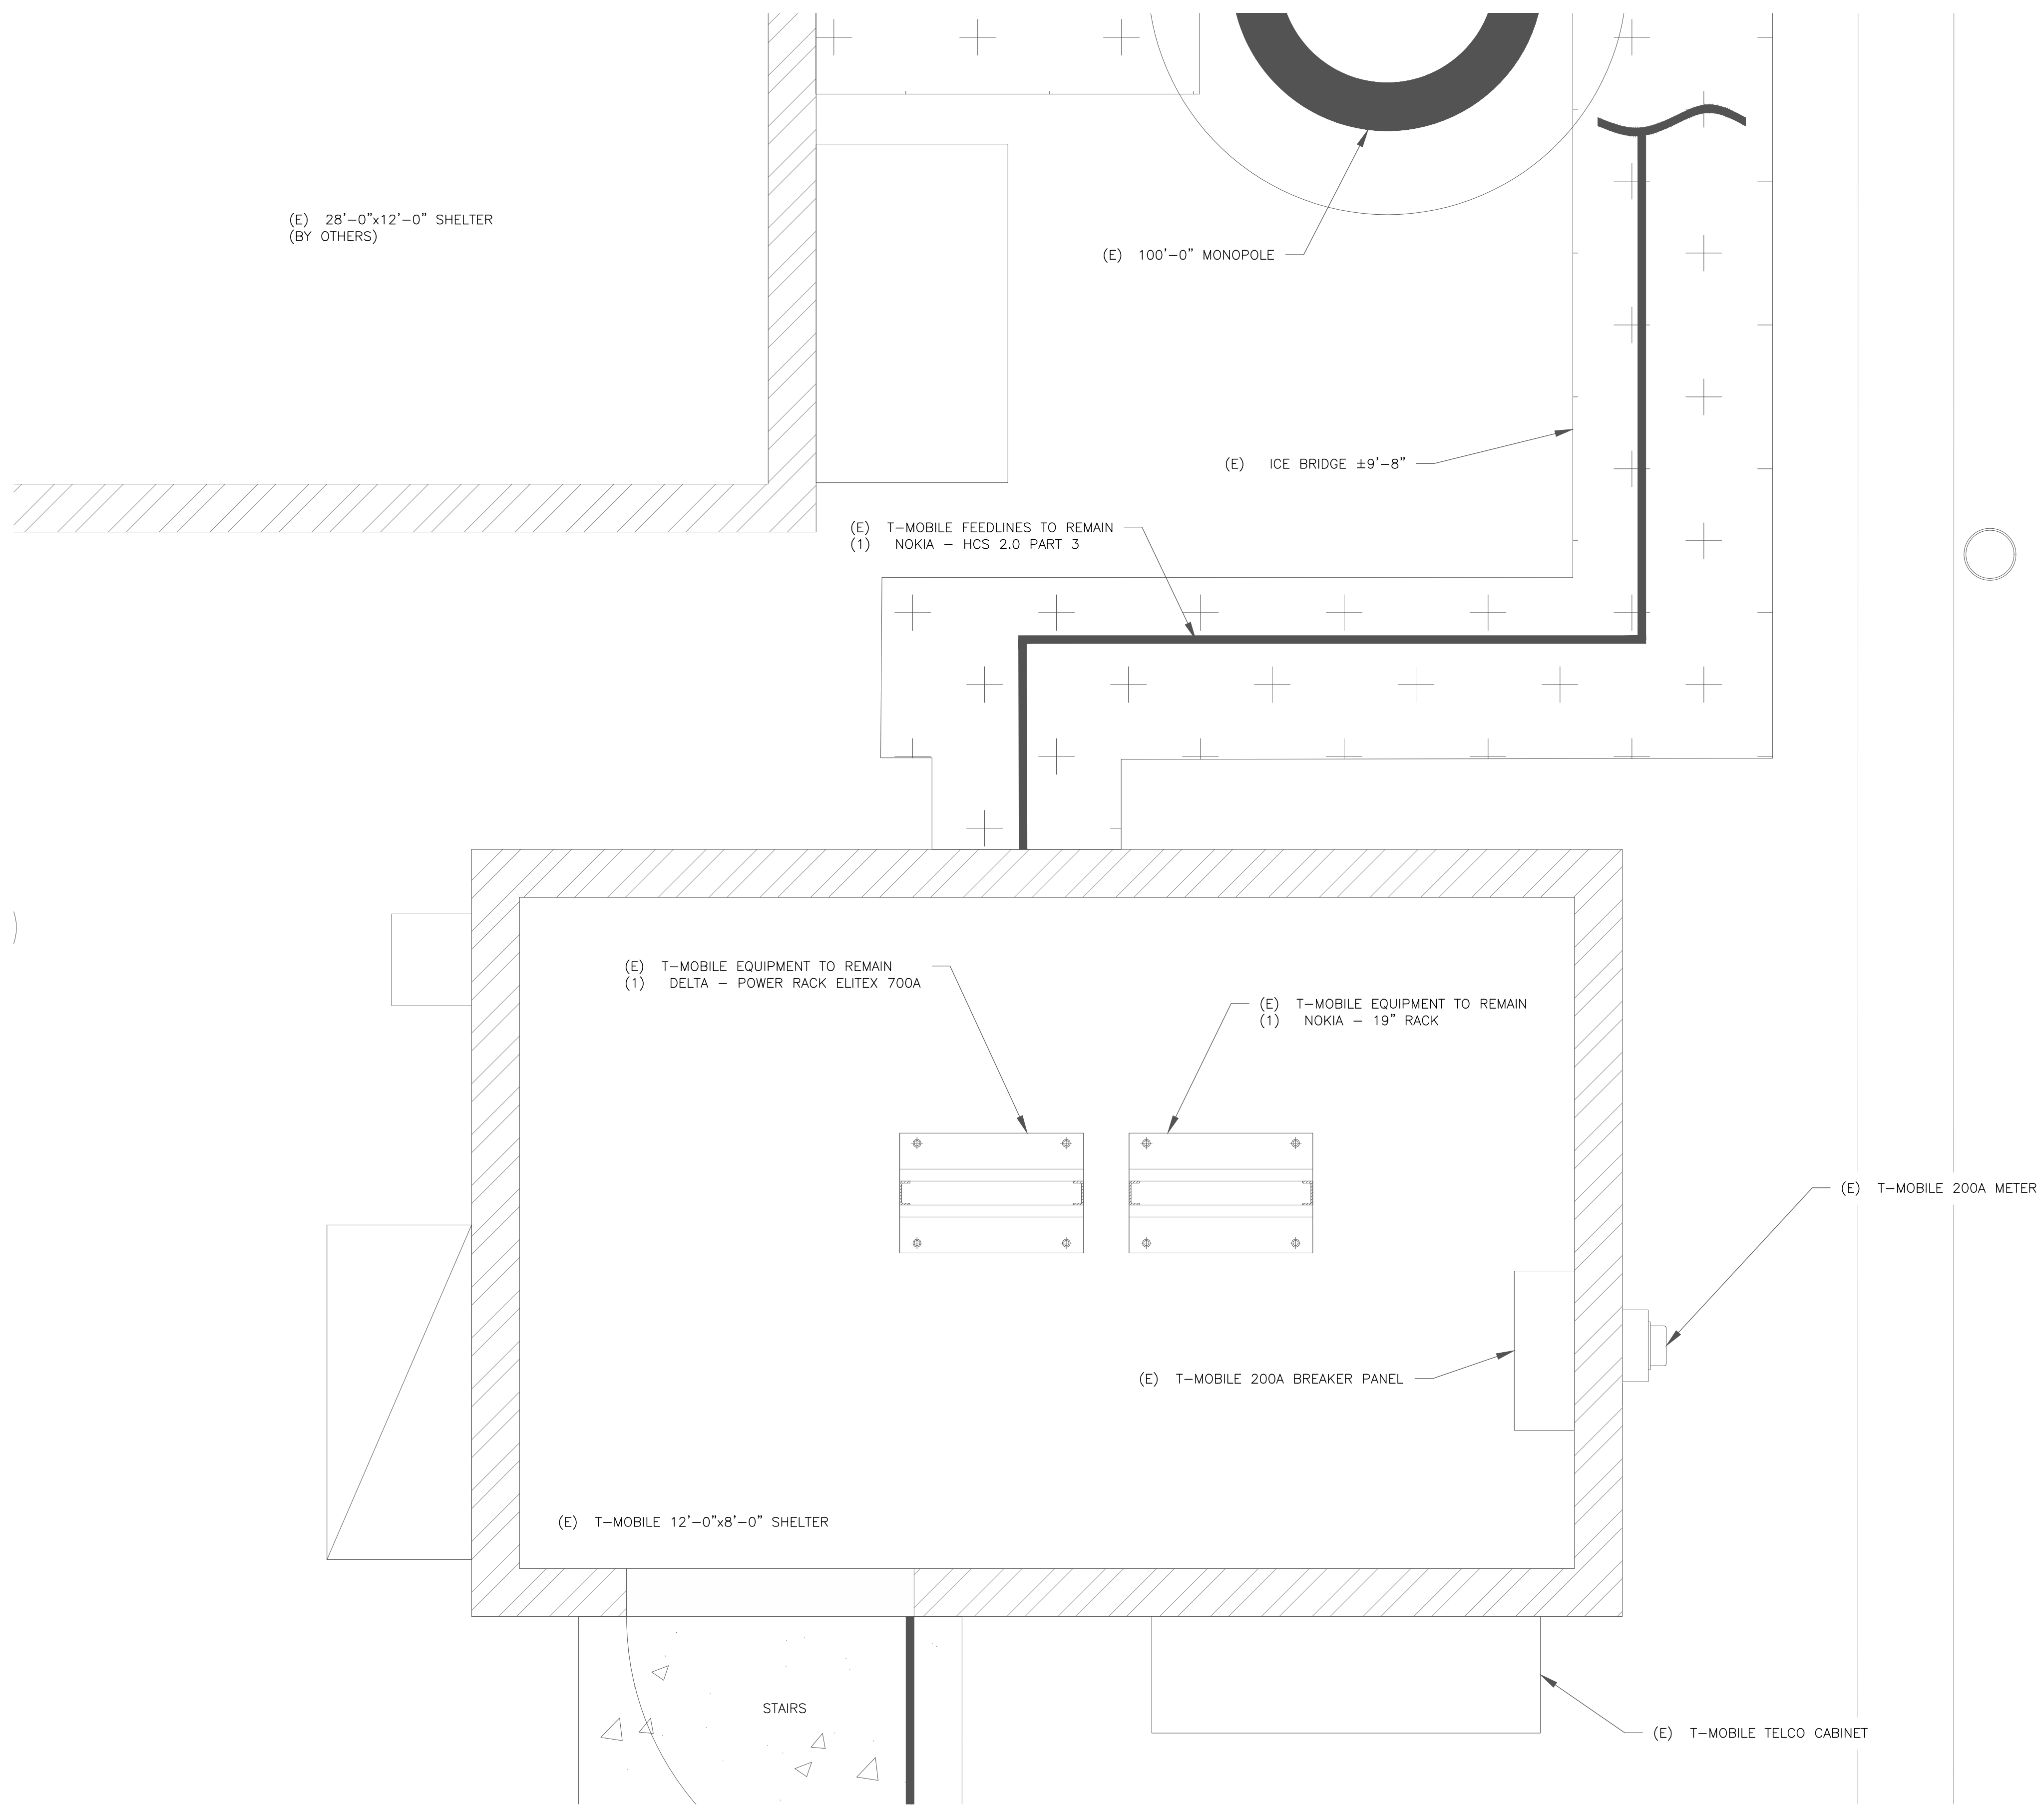 (E) 28'-0"x12'-0" SHELTER
(BY OTHERS)
(E) 100'-0" MONOPOLE
(E) ICE BRIDGE ±9'-8"
(E) T-MOBILE FEEDLINES TO REMAIN
(1) NOKIA - HCS 2.0 PART 3
(E) T-MOBILE EQUIPMENT TO REMAIN
(1) DELTA - POWER RACK ELITEX 700A
(E) T-MOBILE EQUIPMENT TO REMAIN
(1) NOKIA - 19" RACK
(E) T-MOBILE 200A METER
(E) T-MOBILE 200A BREAKER PANEL
(E) T-MOBILE 12'-0"x8'-0" SHELTER
STAIRS
(E) T-MOBILE TELCO CABINET